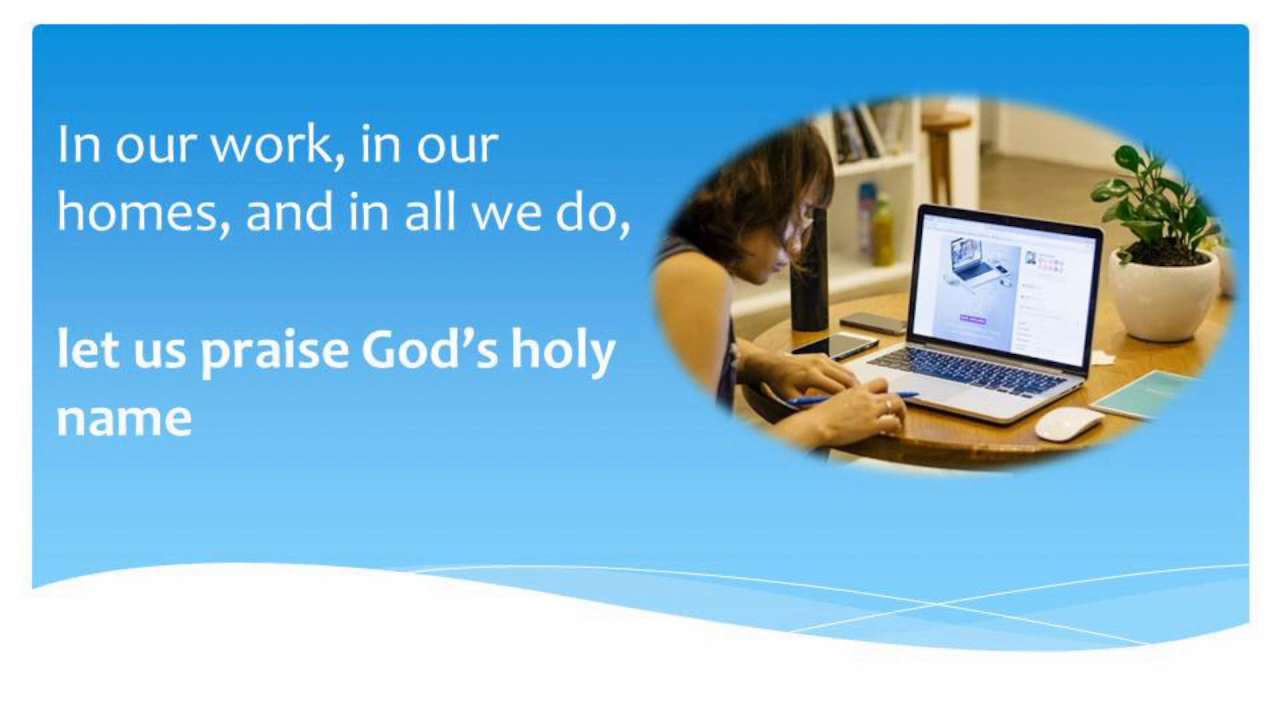 In our work, in our
homes, and in all we do,
let us praise God's holy
name